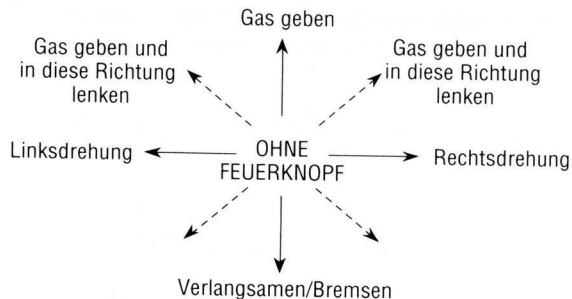 Gas geben
Gas geben und
in diese Richtung
lenken
Gas geben und
in diese Richtung
lenken
Linksdrehung
OHNE
FEUERKNOPF
Rechtsdrehung
Verlangsamen/Bremsen